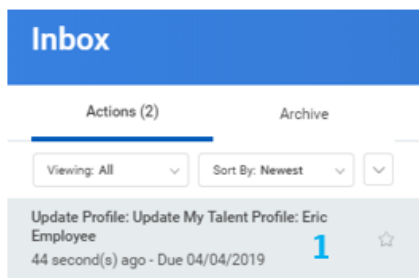 Inbox
Actions (2)
Archive
Viewing: All
Sort By: Newest
Update Profile: Update My Talent Profile: Eric
Employee
44 second(s) ago - Due 04/04/2019
1